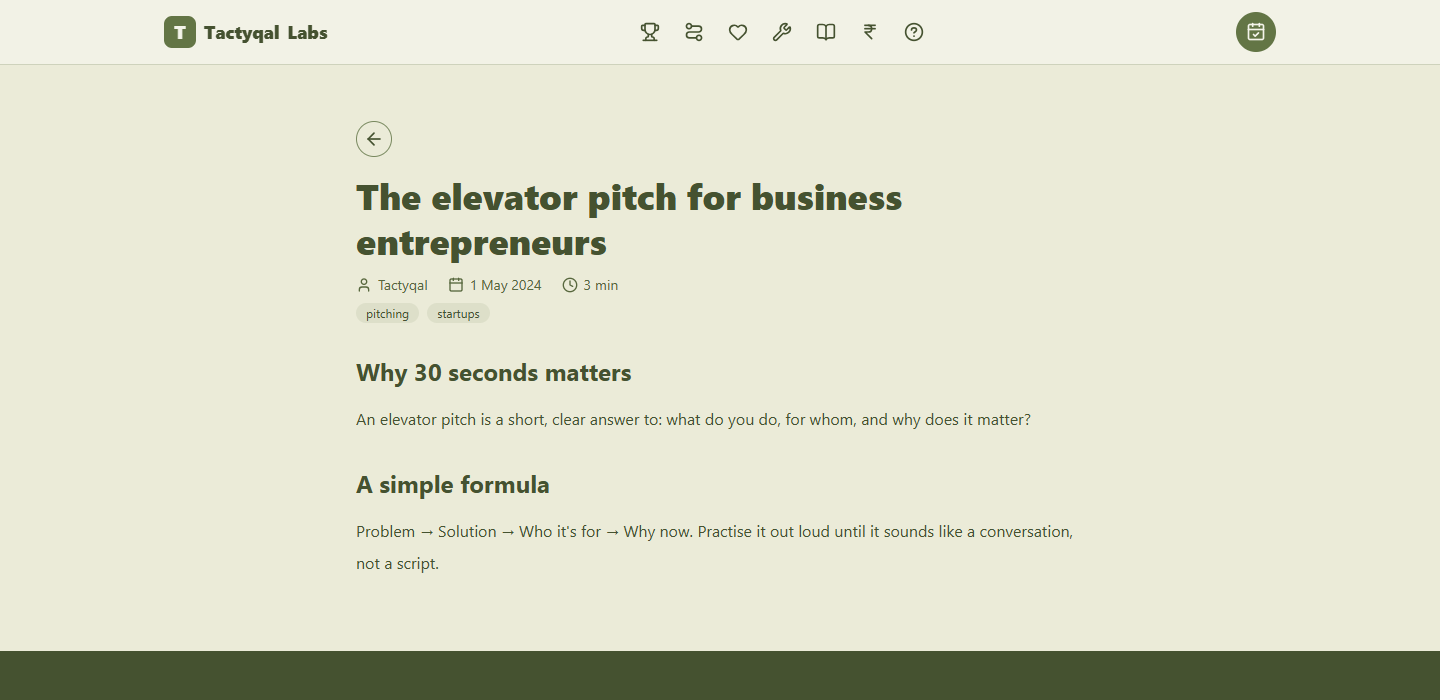 T Tactyqal Labs ₹
The elevator pitch for business
entrepreneurs
Tactyqal 1 May 2024 3 min
pitching startups
Why 30 seconds matters
An elevator pitch is a short, clear answer to: what do you do, for whom, and why does it matter?
A simple formula
Problem → Solution → Who it's for → Why now. Practise it out loud until it sounds like a conversation,
not a script.